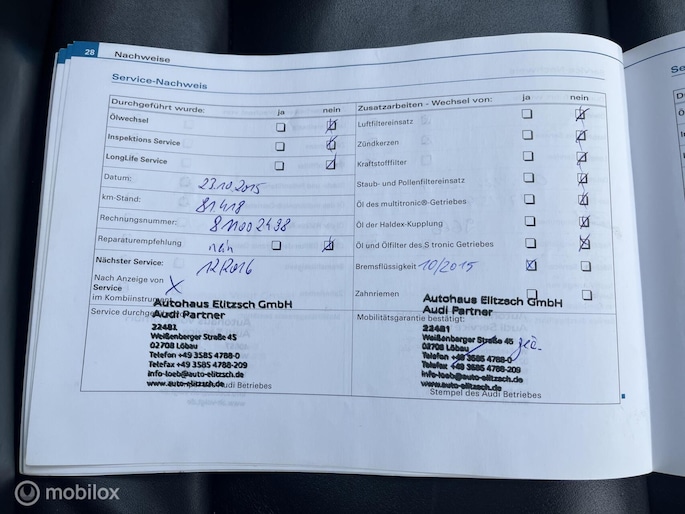 28 Nachweise
Service-Nachweis
Durchgeführt wurde: ja nein
Ölwechsel
Inspektions Service
LongLife Service
Datum: 23.10.2015
km-Stand: 81418
Rechnungsnummer:
Reparaturempfehlung nein
Nächster Service:
Nach Anzeige von
Service
im Kombiinstrument
Service
Autohaus Elitzsch GmbH
Audi Partner
22481
Weißenberger Straße 45
02708 Löbau
Telefon +49 3585 4788-0
Telefax +49 3585 4788-209
info-loeb@auto-elitzsch.de
www.auto-elitzsch.de Audi Betriebes
Zusatzarbeiten - Wechsel von: ja nein
Luftfiltereinsatz
Zündkerzen
Kraftstofffilter
Staub- und Pollenfiltereinsatz
Öl des multitronic®-Getriebes
Öl der Haldex-Kupplung
Öl und Ölfilter des S tronic Getriebes
Bremsflüssigkeit 10/2015
Zahnriemen
Autohaus Elitzsch GmbH
Audi Partner
Mobilitätsgarantie bestätigt:
22481
Weißenberger Straße 45
02708 Löbau
Telefon +49 3585 4788-0
Telefax +49 3585 4788-209
info-loeb@auto-elitzsch.de
www.auto-elitzsch.de
Stempel des Audi Betriebes
Se
mobilox